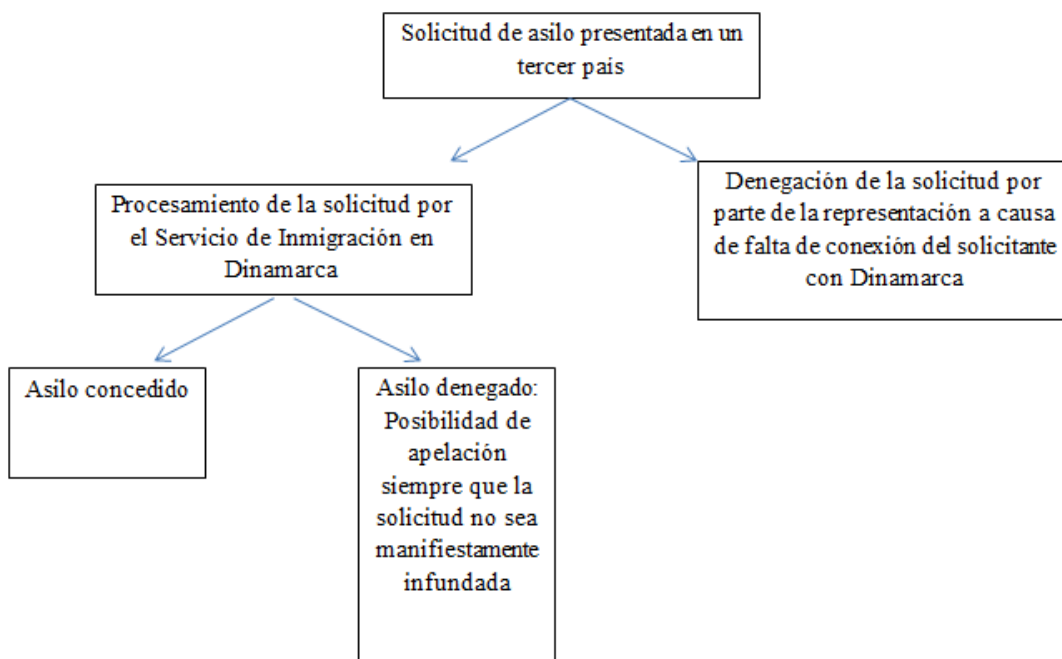 Solicitud de asilo presentada en un
tercer país
Procesamiento de la solicitud por
el Servicio de Inmigración en
Dinamarca
Denegación de la solicitud por
parte de la representación a causa
de falta de conexión del solicitante
con Dinamarca
Asilo concedido
Asilo denegado:
Posibilidad de
apelación
siempre que la
solicitud no sea
manifiestamente
infundada